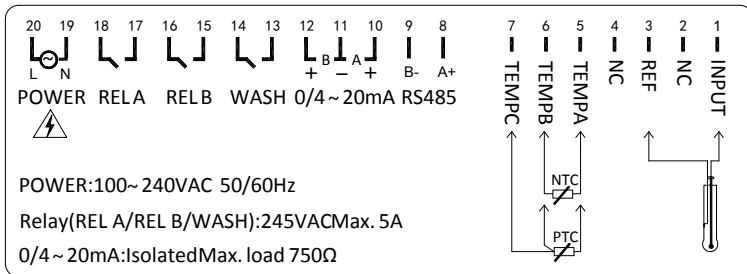 20 19 18 17 16 15 14 13 12 11 10 9 8 7 6 5 4 3 2 1
L N + B − A + B- A+
POWER REL A REL B WASH 0/4~20mA RS485
TEMPC TEMPB TEMPA NC REF NC INPUT
NTC
PTC
POWER:100~240VAC 50/60Hz
Relay(REL A/REL B/WASH):245VACMax. 5A
0/4~20mA:IsolatedMax. load 750Ω